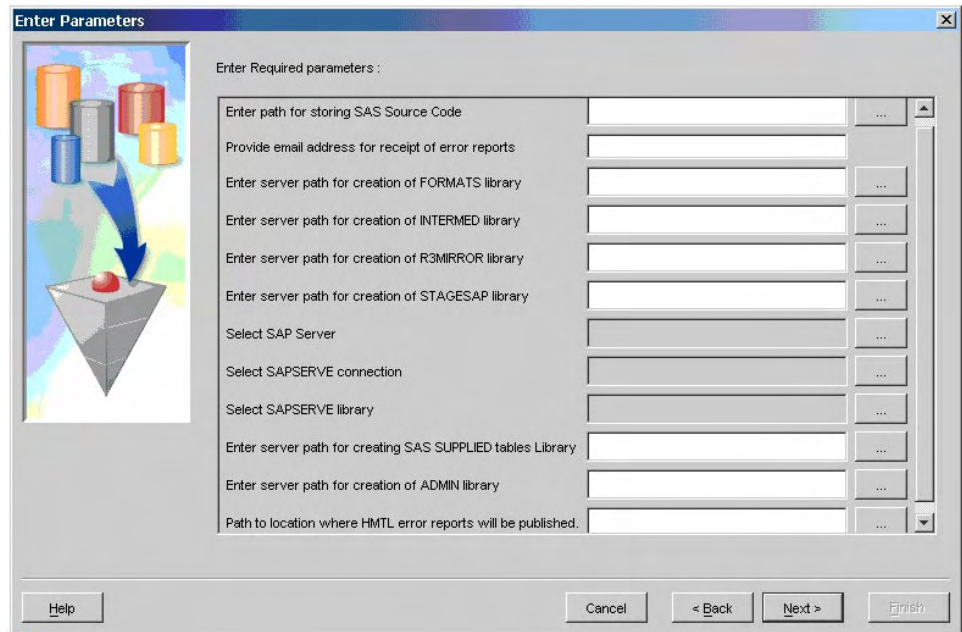 Enter Parameters
Enter Required parameters :
Enter path for storing SAS Source Code ...
Provide email address for receipt of error reports
Enter server path for creation of FORMATS library ...
Enter server path for creation of INTERMED library ...
Enter server path for creation of R3MIRROR library ...
Enter server path for creation of STAGESAP library ...
Select SAP Server ...
Select SAPSERVE connection ...
Select SAPSERVE library ...
Enter server path for creating SAS SUPPLIED tables Library ...
Enter server path for creation of ADMIN library ...
Path to location where HMTL error reports will be published. ...
Help Cancel < Back Next > Finish